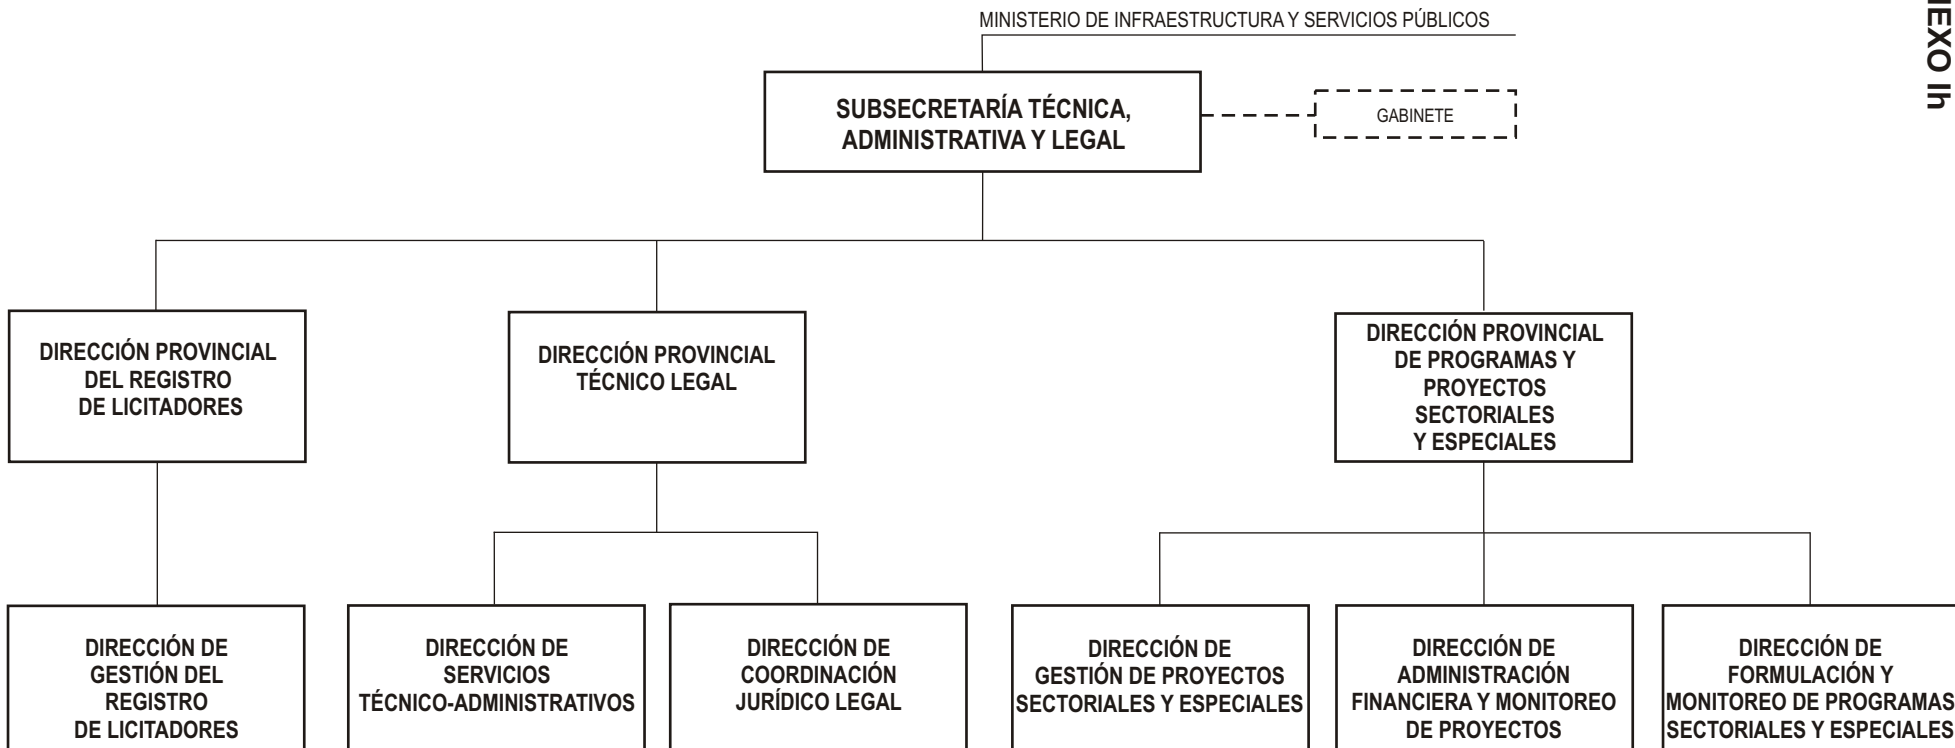 MINISTERIO DE INFRAESTRUCTURA Y SERVICIOS PÚBLICOS
EXO Ih
SUBSECRETARÍA TÉCNICA,
ADMINISTRATIVA Y LEGAL
GABINETE
DIRECCIÓN PROVINCIAL
DEL REGISTRO
DE LICITADORES
DIRECCIÓN PROVINCIAL
TÉCNICO LEGAL
DIRECCIÓN PROVINCIAL
DE PROGRAMAS Y
PROYECTOS
SECTORIALES
Y ESPECIALES
DIRECCIÓN DE
GESTIÓN DEL
REGISTRO
DE LICITADORES
DIRECCIÓN DE
SERVICIOS
TÉCNICO-ADMINISTRATIVOS
DIRECCIÓN DE
COORDINACIÓN
JURÍDICO LEGAL
DIRECCIÓN DE
GESTIÓN DE PROYECTOS
SECTORIALES Y ESPECIALES
DIRECCIÓN DE
ADMINISTRACIÓN
FINANCIERA Y MONITOREO
DE PROYECTOS
DIRECCIÓN DE
FORMULACIÓN Y
MONITOREO DE PROGRAMAS
SECTORIALES Y ESPECIALES